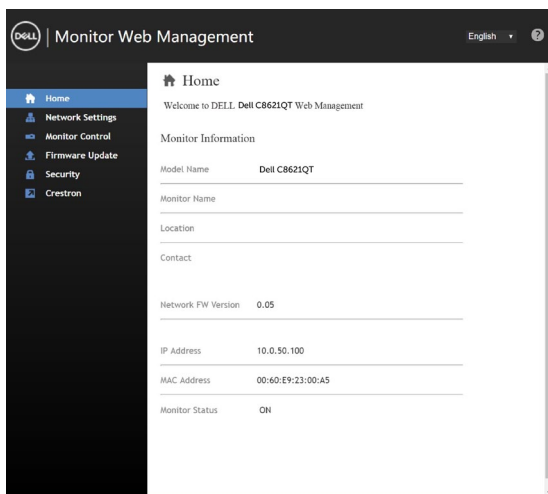 DELL | Monitor Web Management
English
?
Home
Network Settings
Monitor Control
Firmware Update
Security
Crestron
Home
Welcome to DELL Dell C8621QT Web Management
Monitor Information
Model Name Dell C8621QT
Monitor Name
Location
Contact
Network FW Version 0.05
IP Address 10.0.50.100
MAC Address 00:60:E9:23:00:A5
Monitor Status ON